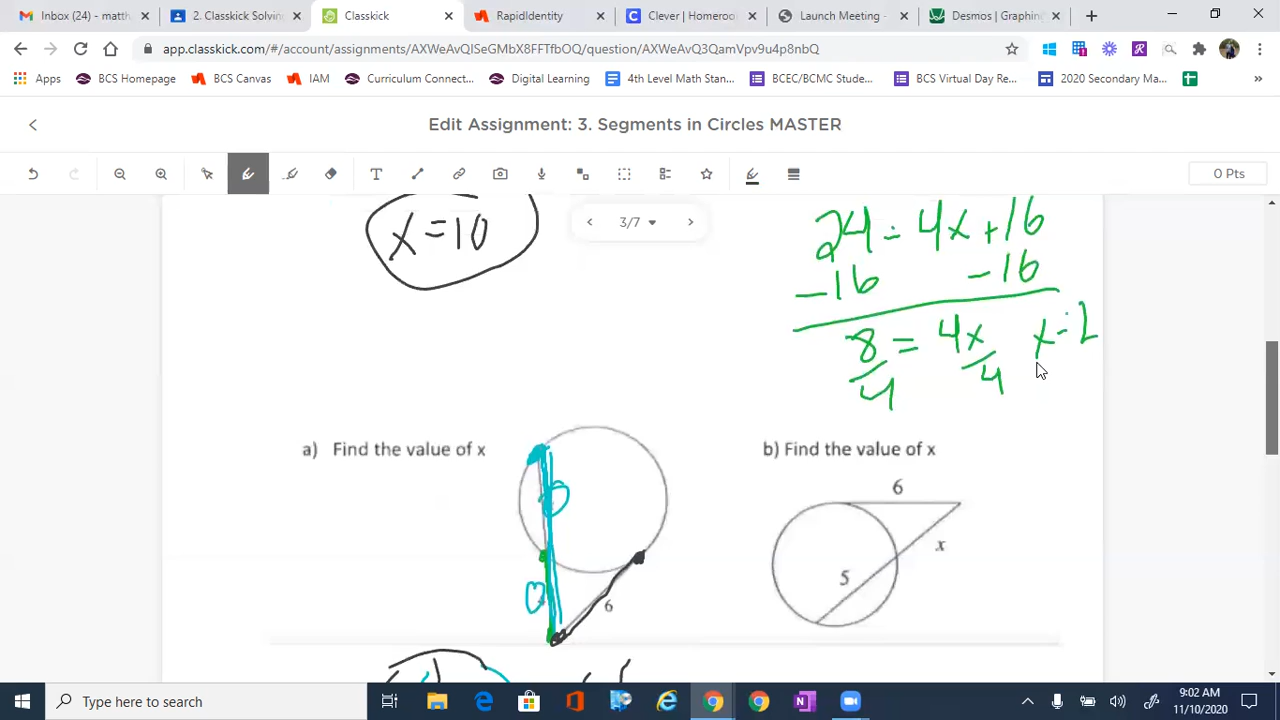 Inbox (24) - math
2. Classkick Solvin
Classkick
RapidIdentity
Clever | Homeroo
Launch Meeting -
Desmos | Graphin
app.classkick.com/#/account/assignments/AXWeAvQISeGMbX8FFTfbOQ/question/AXWeAvQ3QamVpv9u4p8nbQ
Apps
BCS Homepage
BCS Canvas
IAM
Curriculum Connect...
Digital Learning
4th Level Math Stan...
BCEC/BCMC Stude...
BCS Virtual Day Re...
2020 Secondary Ma...
Edit Assignment: 3. Segments in Circles MASTER
0 Pts
3/7
x=10
24=4x+16
-16 -16
8 = 4x x=2
4 4
a) Find the value of x
6
b) Find the value of x
6
x
5
Type here to search
9:02 AM
11/10/2020